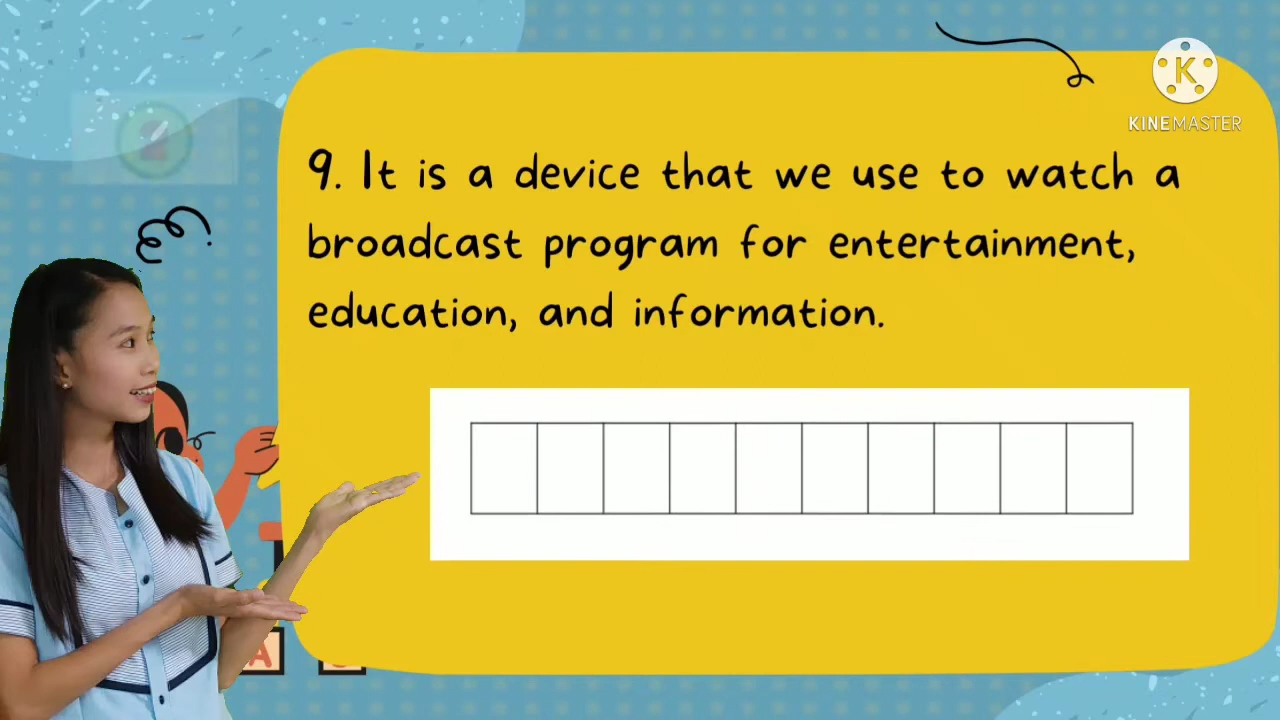 KINEMASTER
9. It is a device that we use to watch a
broadcast program for entertainment,
education, and information.